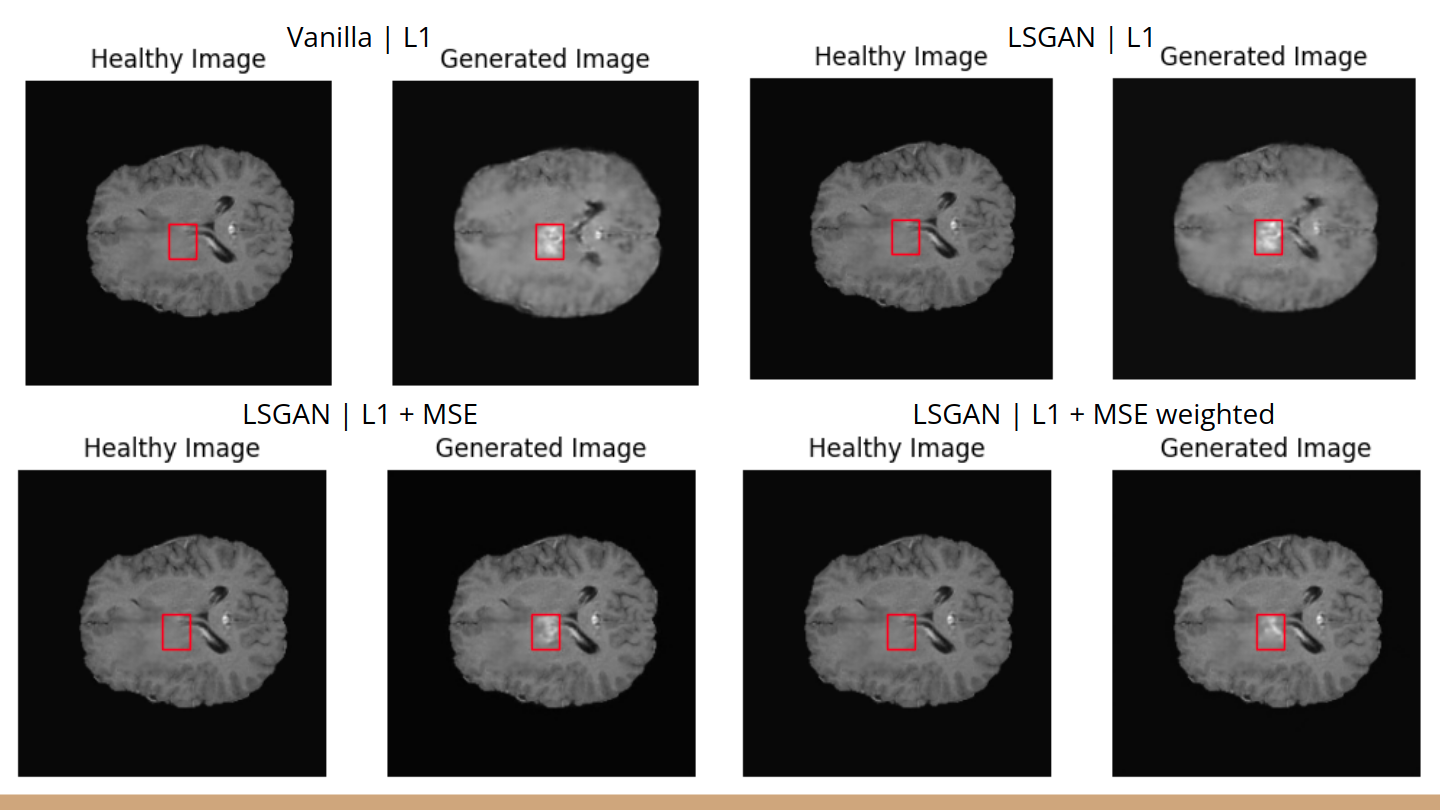 Vanilla | L1
Healthy Image
Generated Image
LSGAN | L1
Healthy Image
Generated Image
LSGAN | L1 + MSE
Healthy Image
Generated Image
LSGAN | L1 + MSE weighted
Healthy Image
Generated Image